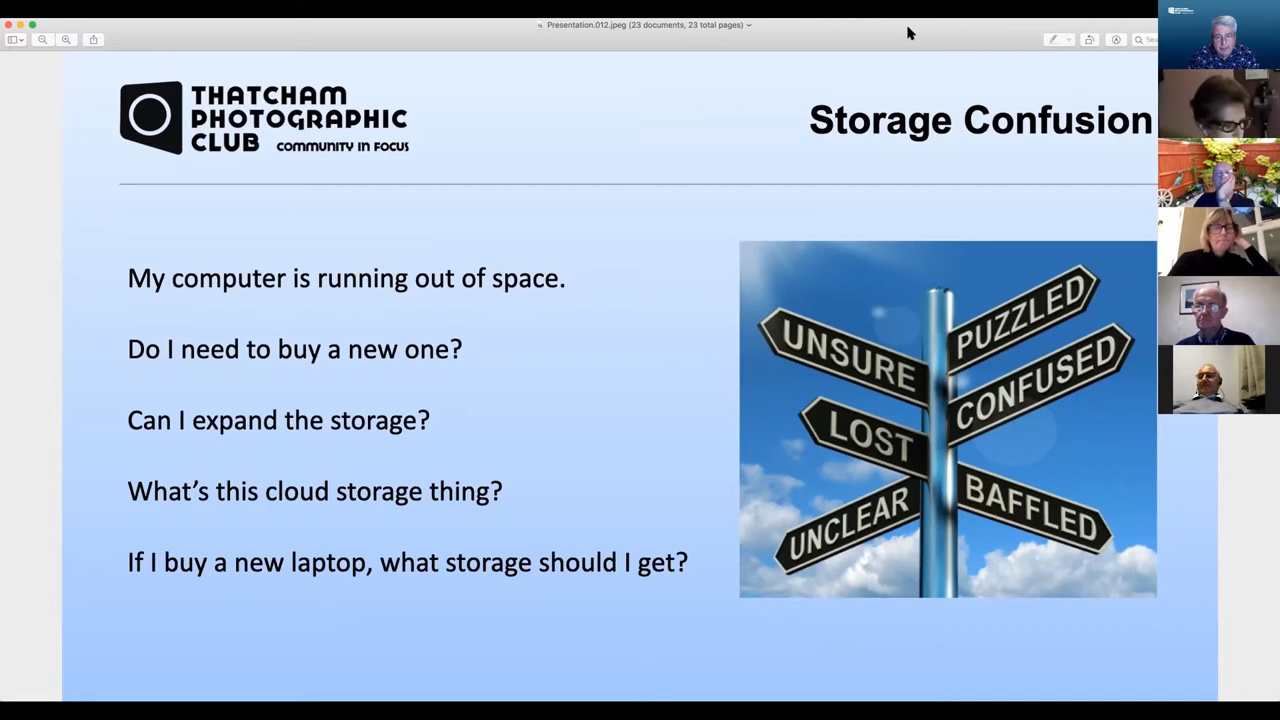 Presentation.012.jpeg (23 documents, 23 total pages)
THATCHAM
PHOTOGRAPHIC
CLUB COMMUNITY IN FOCUS
Storage Confusion
My computer is running out of space.
Do I need to buy a new one?
Can I expand the storage?
What's this cloud storage thing?
If I buy a new laptop, what storage should I get?
UNSURE
PUZZLED
CONFUSED
LOST
BAFFLED
UNCLEAR